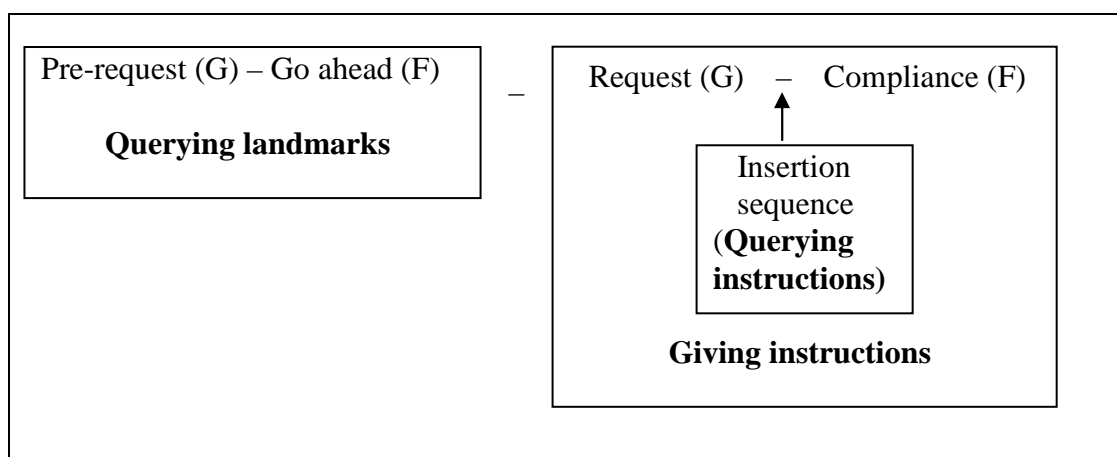 Pre-request (G) – Go ahead (F)
Querying landmarks
–
Request (G) – Compliance (F)
Insertion
sequence
(Querying
instructions)
Giving instructions